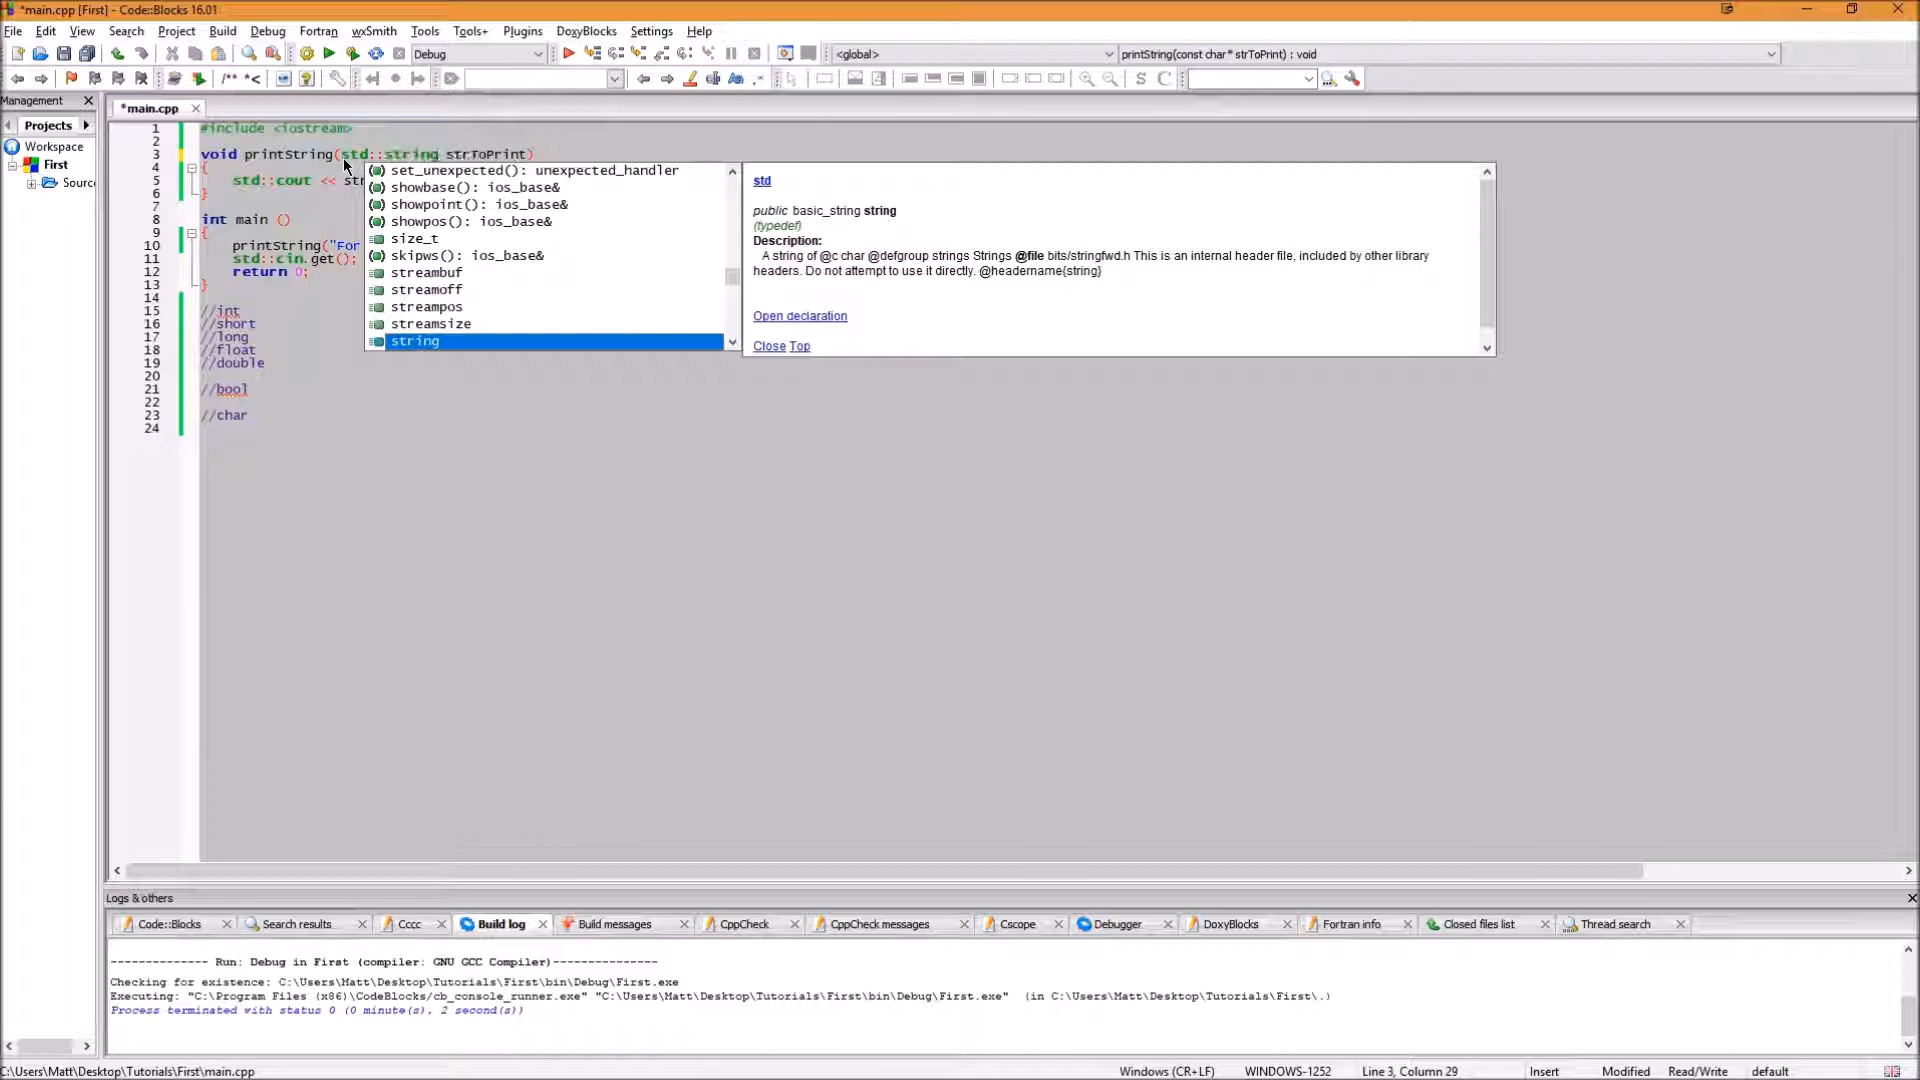 *main.cpp [First] - Code::Blocks 16.01
File Edit View Search Project Build Debug Fortran wxSmith Tools Tools+ Plugins DoxyBlocks Settings Help
Debug <global> printString(const char* strToPrint) : void
/** *< S C
Management
*main.cpp
Projects
Workspace
First
Sourc
1 #include <iostream>
2
3 void printString(std::string strToPrint)
4 {
5 std::cout << str
6 }
7
8 int main ()
9 {
10 printString("For
11 std::cin.get();
12 return 0;
13 }
14
15 //int
16 //short
17 //long
18 //float
19 //double
20
21 //bool
22
23 //char
24
set_unexpected(): unexpected_handler
showbase(): ios_base&
showpoint(): ios_base&
showpos(): ios_base&
size_t
skipws(): ios_base&
streambuf
streamoff
streampos
streamsize
string
std
public basic_string string
(typedef)
Description:
A string of @c char @defgroup strings Strings @file bits/stringfwd.h This is an internal header file, included by other library
headers. Do not attempt to use it directly. @headername{string}
Open declaration
Close Top
Logs & others
Code::Blocks Search results Cccc Build log Build messages CppCheck CppCheck messages Cscope Debugger DoxyBlocks Fortran info Closed files list Thread search
-------------- Run: Debug in First (compiler: GNU GCC Compiler)---------------
Checking for existence: C:\Users\Matt\Desktop\Tutorials\First\bin\Debug\First.exe
Executing: "C:\Program Files (x86)\CodeBlocks/cb_console_runner.exe" "C:\Users\Matt\Desktop\Tutorials\First\bin\Debug\First.exe" (in C:\Users\Matt\Desktop\Tutorials\First\.)
Process terminated with status 0 (0 minute(s), 2 second(s))
C:\Users\Matt\Desktop\Tutorials\First\main.cpp Windows (CR+LF) WINDOWS-1252 Line 3, Column 29 Insert Modified Read/Write default